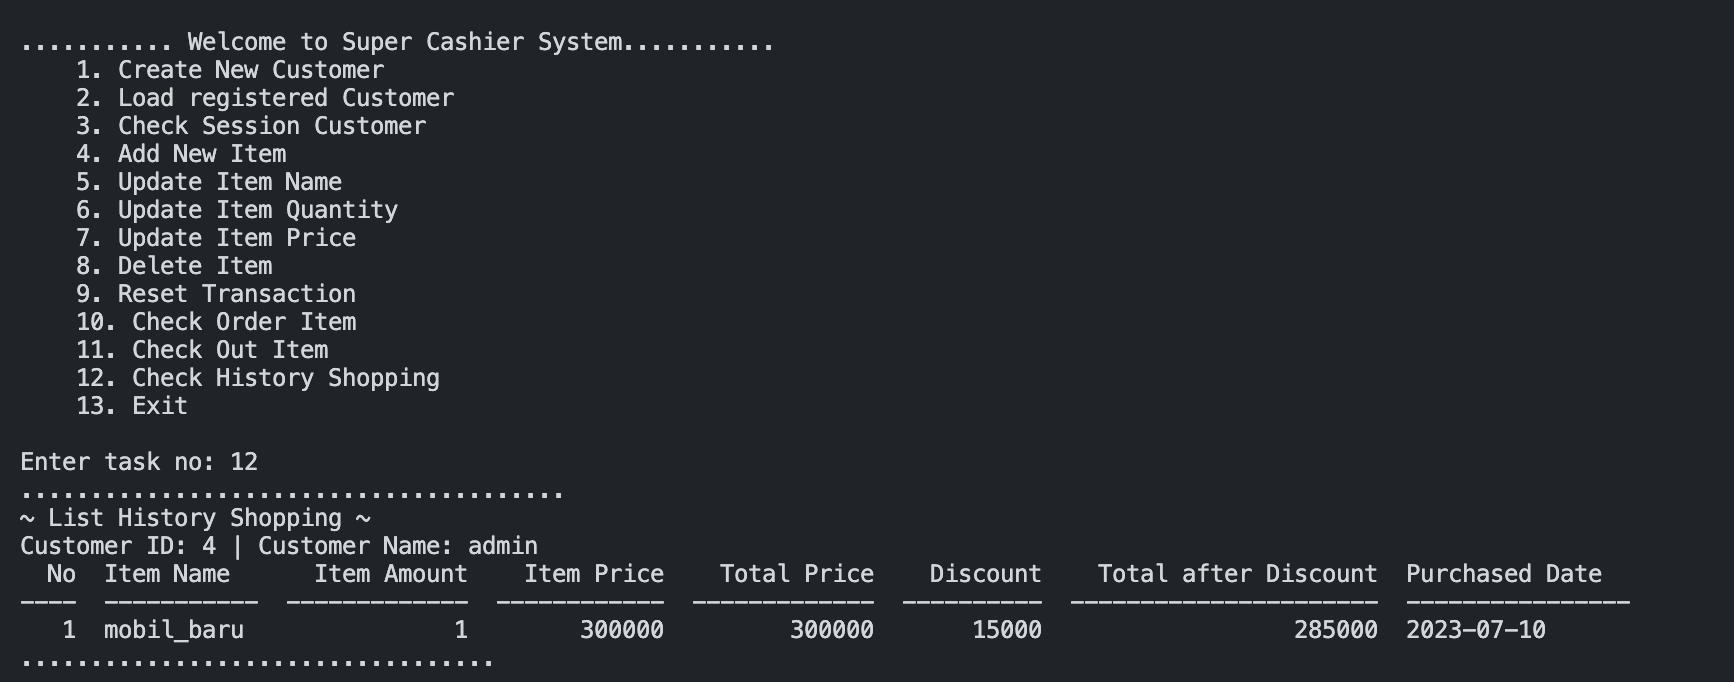 ........... Welcome to Super Cashier System...........
    1. Create New Customer
    2. Load registered Customer
    3. Check Session Customer
    4. Add New Item
    5. Update Item Name
    6. Update Item Quantity
    7. Update Item Price
    8. Delete Item
    9. Reset Transaction
    10. Check Order Item
    11. Check Out Item
    12. Check History Shopping
    13. Exit

Enter task no: 12
.......................................
~ List History Shopping ~
Customer ID: 4 | Customer Name: admin
  No  Item Name      Item Amount    Item Price    Total Price    Discount    Total after Discount  Purchased Date
----  -----------  -------------  ------------  -------------  ----------  ----------------------  ----------------
   1  mobil_baru               1        300000         300000       15000                  285000  2023-07-10
..................................